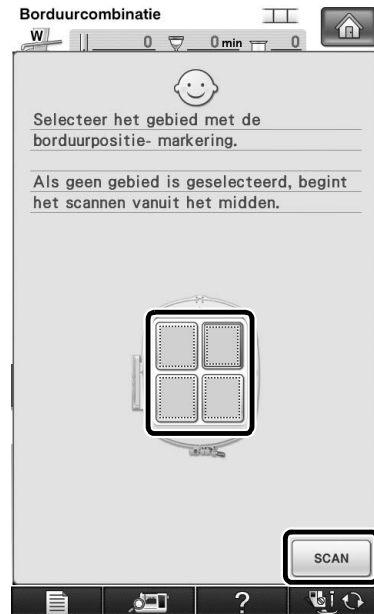 Borduurcombinatie
W 0 0 min 0
Selecteer het gebied met de
borduurpositie- markering.
Als geen gebied is geselecteerd, begint
het scannen vanuit het midden.
SCAN
?